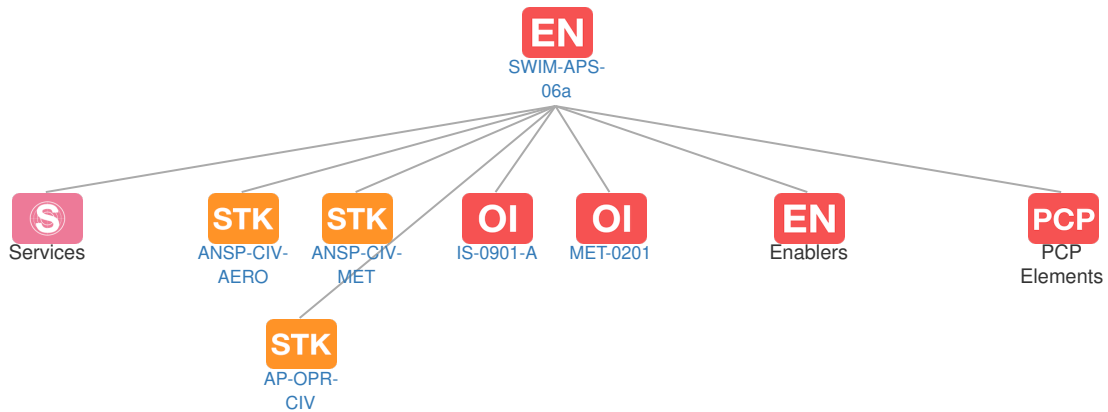 EN
SWIM-APS-
06a
S
Services
STK
ANSP-CIV-
AERO
STK
ANSP-CIV-
MET
OI
IS-0901-A
OI
MET-0201
EN
Enablers
PCP
PCP
Elements
STK
AP-OPR-
CIV